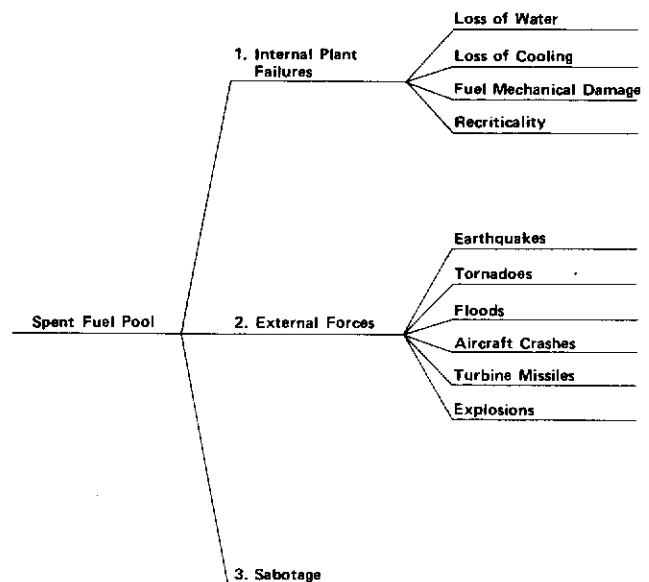 Spent Fuel Pool
1. Internal Plant
Failures
Loss of Water
Loss of Cooling
Fuel Mechanical Damage
Recriticality
2. External Forces
Earthquakes
Tornadoes
Floods
Aircraft Crashes
Turbine Missiles
Explosions
3. Sabotage